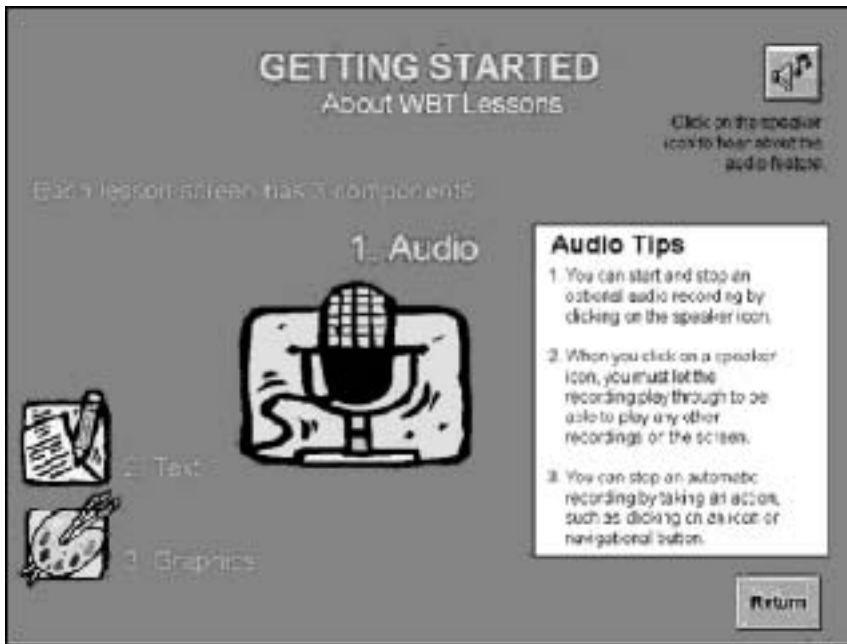 GETTING STARTED
About WBT Lessons
Click on the speaker
icon to hear about the
audio feature.
Each lesson screen has 3 components
1. Audio
Audio Tips
1. You can start and stop an
optional audio recording by
clicking on the speaker icon.
2. When you click on a speaker
icon, you must let the
recording play through to be
able to play any other
recordings on the screen.
3. You can stop an automatic
recording by taking an action,
such as clicking on an icon or
navigational button.
2. Text
3. Graphics
Return